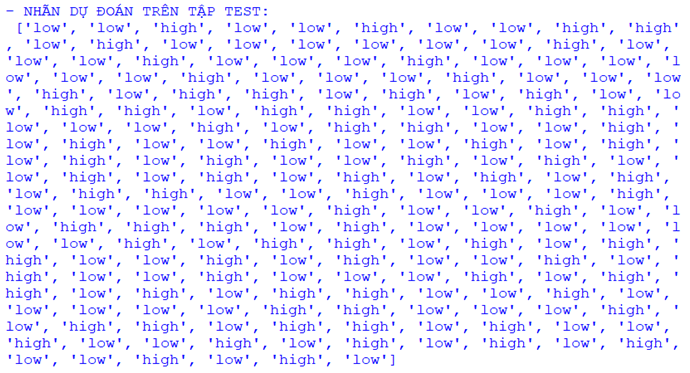 - NHÃN DỰ ĐOÁN TRÊN TẬP TEST:
['low', 'low', 'high', 'low', 'low', 'high', 'low', 'low', 'high', 'high'
, 'low', 'high', 'low', 'low', 'low', 'low', 'low', 'low', 'high', 'low',
'low', 'low', 'high', 'low', 'low', 'low', 'high', 'low', 'low', 'low', 'l
ow', 'low', 'low', 'high', 'low', 'low', 'low', 'high', 'low', 'low', 'low
', 'high', 'low', 'high', 'high', 'low', 'low', 'high', 'low', 'low', 'lo
w', 'high', 'high', 'low', 'high', 'high', 'low', 'low', 'high', 'high', '
low', 'low', 'low', 'high', 'low', 'high', 'high', 'low', 'low', 'high', '
low', 'high', 'low', 'low', 'high', 'low', 'low', 'high', 'low', 'high', '
low', 'high', 'low', 'high', 'low', 'low', 'high', 'low', 'high', 'low', '
low', 'high', 'low', 'high', 'low', 'high', 'low', 'high', 'low', 'high',
'low', 'high', 'high', 'low', 'low', 'high', 'low', 'low', 'low', 'high',
'low', 'low', 'low', 'low', 'low', 'high', 'low', 'low', 'high', 'low', 'l
ow', 'high', 'high', 'high', 'low', 'high', 'low', 'low', 'low', 'low', 'l
ow', 'low', 'high', 'low', 'high', 'high', 'low', 'high', 'low', 'high', '
high', 'low', 'low', 'high', 'low', 'high', 'low', 'low', 'high', 'low', '
high', 'low', 'low', 'high', 'low', 'low', 'low', 'high', 'low', 'high', '
high', 'low', 'high', 'low', 'high', 'high', 'low', 'low', 'high', 'low',
'low', 'low', 'low', 'low', 'high', 'high', 'low', 'low', 'low', 'high', '
low', 'high', 'high', 'low', 'high', 'high', 'low', 'high', 'low', 'low',
'high', 'low', 'low', 'high', 'low', 'high', 'low', 'high', 'low', 'high',
'low', 'low', 'high', 'low', 'high', 'low']